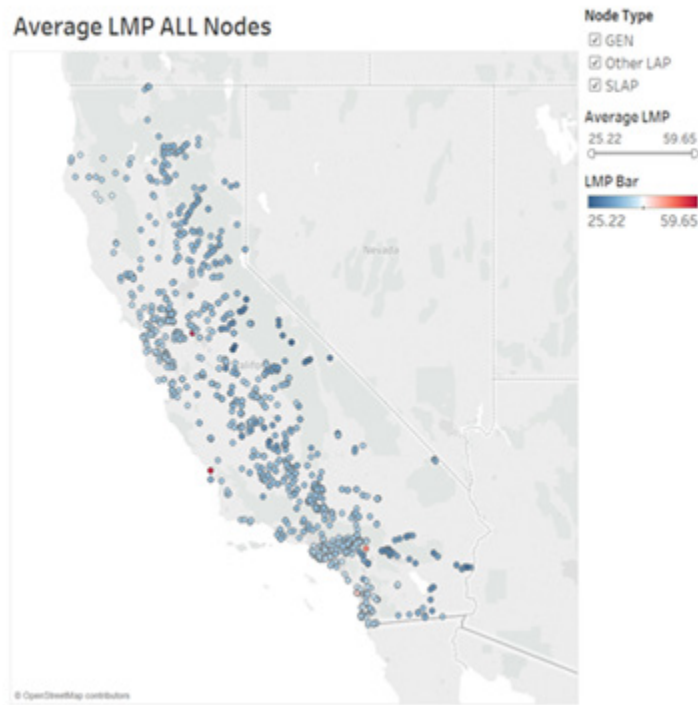 Average LMP ALL Nodes
Node Type
GEN
Other LAP
SLAP
Average LMP
25.22 59.65
LMP Bar
25.22 59.65
Nevada
© OpenStreetMap contributors